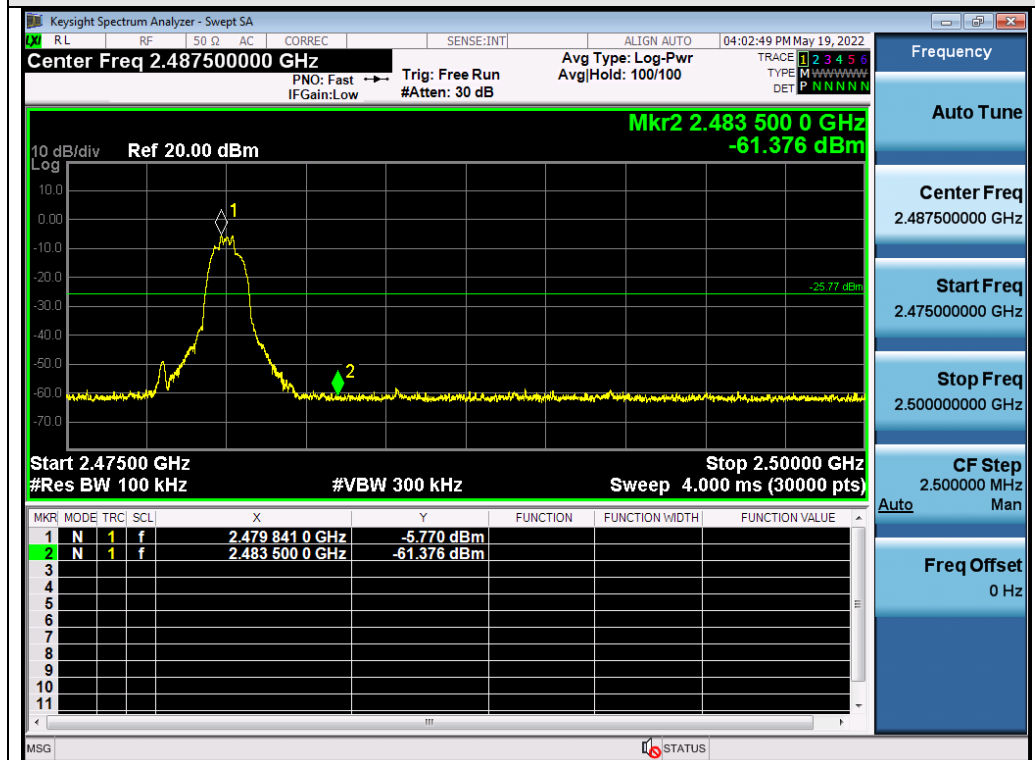 Keysight Spectrum Analyzer - Swept SA
LXI RL RF 50 Ω AC CORREC SENSE:INT ALIGN AUTO 04:02:49 PM May 19, 2022
Center Freq 2.487500000 GHz
PNO: Fast
IFGain:Low
Trig: Free Run
#Atten: 30 dB
Avg Type: Log-Pwr
Avg|Hold: 100/100
TRACE 1 2 3 4 5 6
TYPE M W W W W W
DET P N N N N N
Mkr2 2.483 500 0 GHz
-61.376 dBm
10 dB/div Ref 20.00 dBm
Log
10.0
0.00
-10.0
-20.0
-30.0
-40.0
-50.0
-60.0
-70.0
1
2
-25.77 dBm
Start 2.47500 GHz Stop 2.50000 GHz
#Res BW 100 kHz #VBW 300 kHz Sweep 4.000 ms (30000 pts)
MKR MODE TRC SCL X Y FUNCTION FUNCTION WIDTH FUNCTION VALUE
1 N 1 f 2.479 841 0 GHz -5.770 dBm
2 N 1 f 2.483 500 0 GHz -61.376 dBm
3
4
5
6
7
8
9
10
11
MSG STATUS
Frequency
Auto Tune
Center Freq
2.487500000 GHz
Start Freq
2.475000000 GHz
Stop Freq
2.500000000 GHz
CF Step
2.500000 MHz
Auto Man
Freq Offset
0 Hz